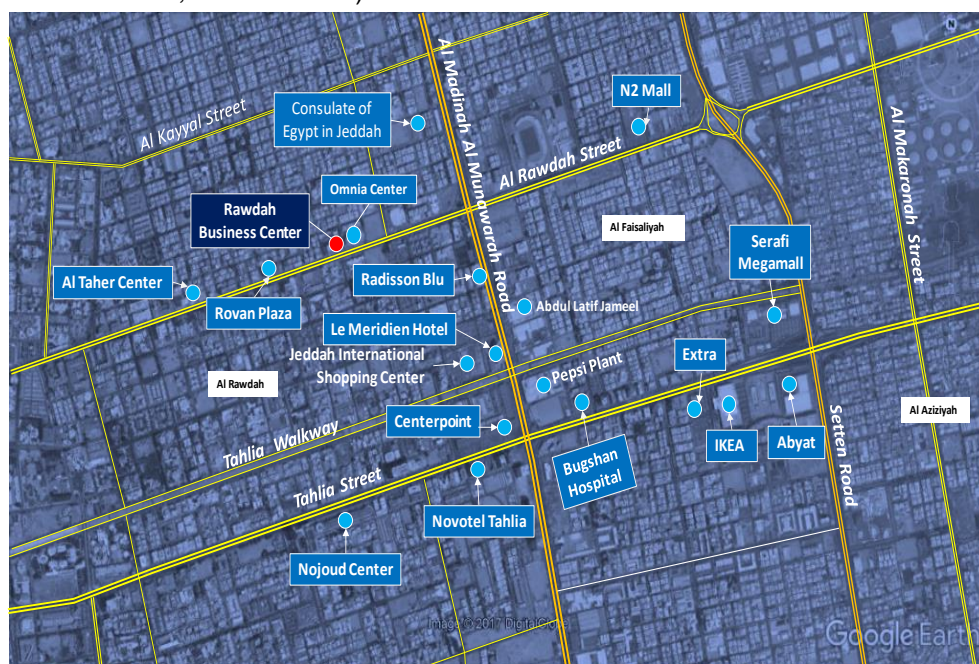 Al Madinah Al Munawarah Road
N
N2 Mall
Consulate of
Egypt in Jeddah
Al Kayyal Street
Al Rawdah Street
Al Makaronah Street
Omnia Center
Rawdah
Business Center
Al Faisaliyah
Serafi
Megamall
Al Taher Center
Radisson Blu
Rovan Plaza
Abdul Latif Jameel
Le Meridien Hotel
Jeddah International
Shopping Center
Extra
Pepsi Plant
Al Rawdah
Al Aziziyah
Centerpoint
Tahlia Walkway
IKEA
Abyat
Setten Road
Bugshan
Hospital
Tahlia Street
Novotel Tahlia
Nojoud Center
Image © 2017 DigitalGlobe
Google Earth